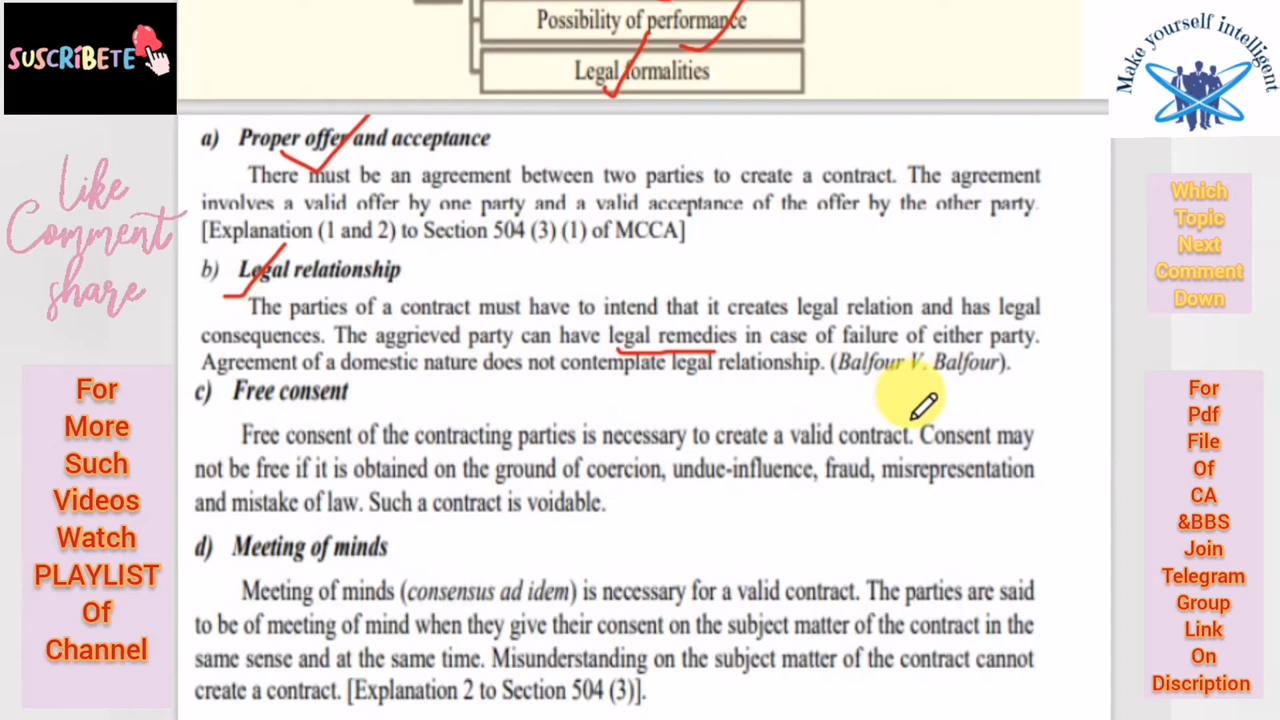 SUSCRÍBETE
Possibility of performance
Legal formalities
Make yourself intelligent
a) Proper offer and acceptance
There must be an agreement between two parties to create a contract. The agreement
involves a valid offer by one party and a valid acceptance of the offer by the other party.
[Explanation (1 and 2) to Section 504 (3) (1) of MCCA]
b) Legal relationship
The parties of a contract must have to intend that it creates legal relation and has legal
consequences. The aggrieved party can have legal remedies in case of failure of either party.
Agreement of a domestic nature does not contemplate legal relationship. (Balfour V. Balfour).
c) Free consent
Free consent of the contracting parties is necessary to create a valid contract. Consent may
not be free if it is obtained on the ground of coercion, undue-influence, fraud, misrepresentation
and mistake of law. Such a contract is voidable.
d) Meeting of minds
Meeting of minds (consensus ad idem) is necessary for a valid contract. The parties are said
to be of meeting of mind when they give their consent on the subject matter of the contract in the
same sense and at the same time. Misunderstanding on the subject matter of the contract cannot
create a contract. [Explanation 2 to Section 504 (3)].
like
Comment
share
For
More
Such
Videos
Watch
PLAYLIST
Of
Channel
Which
Topic
Next
Comment
Down
For
Pdf
File
Of
CA
&BBS
Join
Telegram
Group
Link
On
Discription